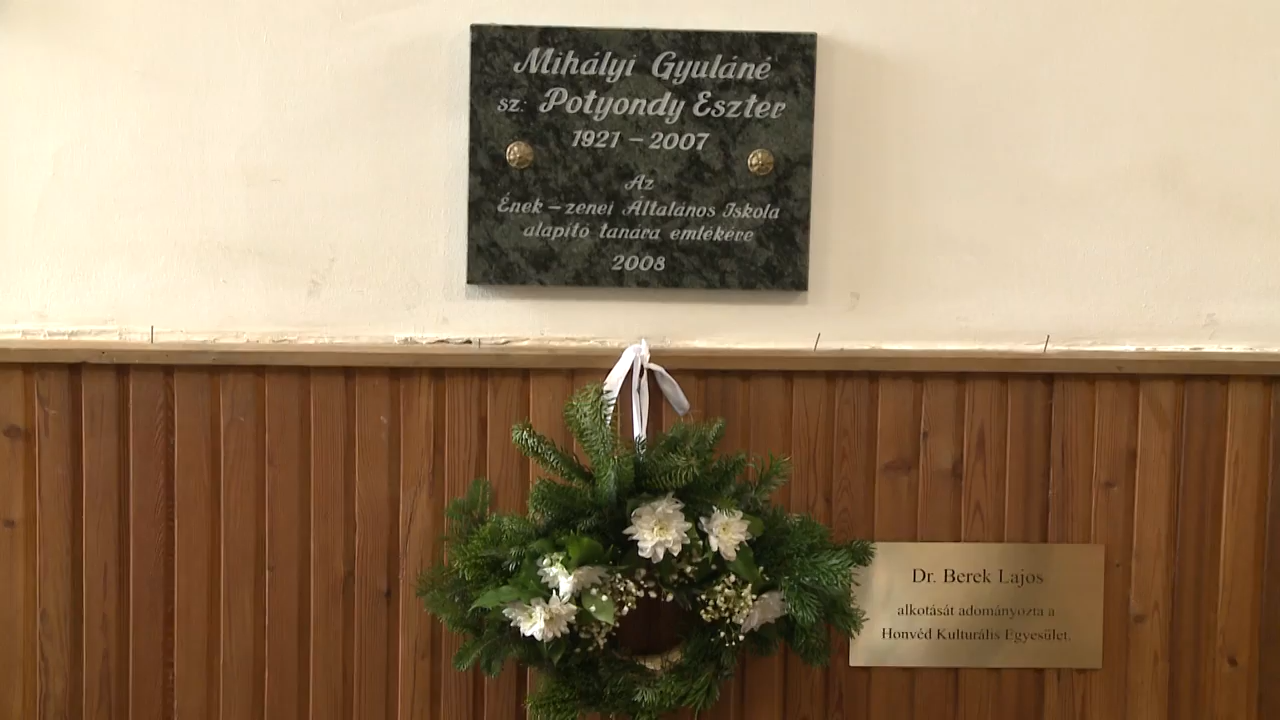 Mihályi Gyuláné
sz: Potyondy Eszter
1921 – 2007
Az
Ének – zenei Általános Iskola
alapító tanára emlékére
2008
Dr. Berek Lajos
alkotását adományozta a
Honvéd Kulturális Egyesület.